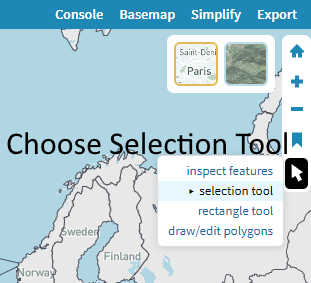 Console Basemap Simplify Export
Saint-Deni
Paris
Choose Selection Tool
inspect features
▸ selection tool
rectangle tool
draw/edit polygons
Sweden
Finland
Norway